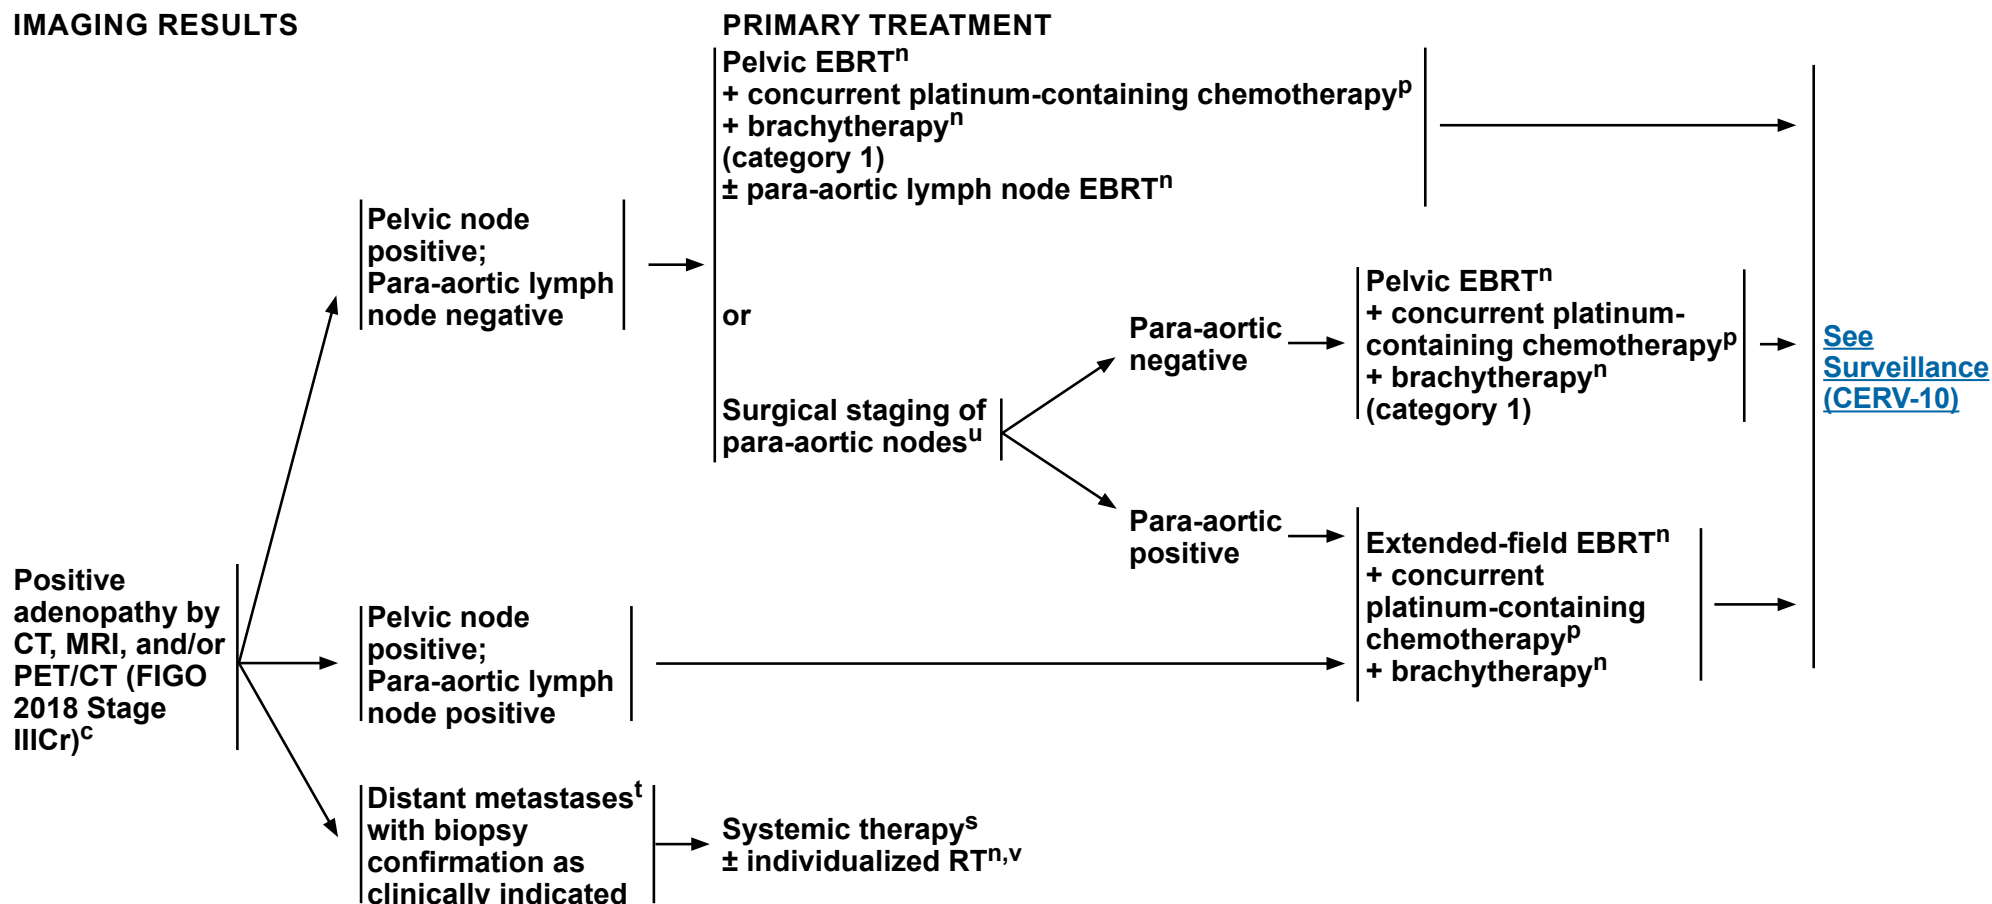 IMAGING RESULTS
PRIMARY TREATMENT
Pelvic EBRTn
+ concurrent platinum-containing chemotherapyp
+ brachytherapyn
(category 1)
± para-aortic lymph node EBRTn
Pelvic node
positive;
Para-aortic lymph
node negative
or
Surgical staging of
para-aortic nodesu
Para-aortic
negative
Pelvic EBRTn
+ concurrent platinum-
containing chemotherapyp
+ brachytherapyn
(category 1)
See
Surveillance
(CERV-10)
Para-aortic
positive
Extended-field EBRTn
+ concurrent
platinum-containing
chemotherapyp
+ brachytherapyn
Positive
adenopathy by
CT, MRI, and/or
PET/CT (FIGO
2018 Stage
IIICr)c
Pelvic node
positive;
Para-aortic lymph
node positive
Distant metastasest
with biopsy
confirmation as
clinically indicated
Systemic therapys
± individualized RTn,v